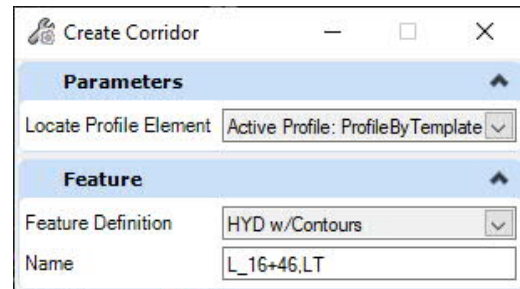 Create Corridor
Parameters
Locate Profile Element Active Profile: ProfileByTemplate
Feature
Feature Definition HYD w/Contours
Name L_16+46,LT